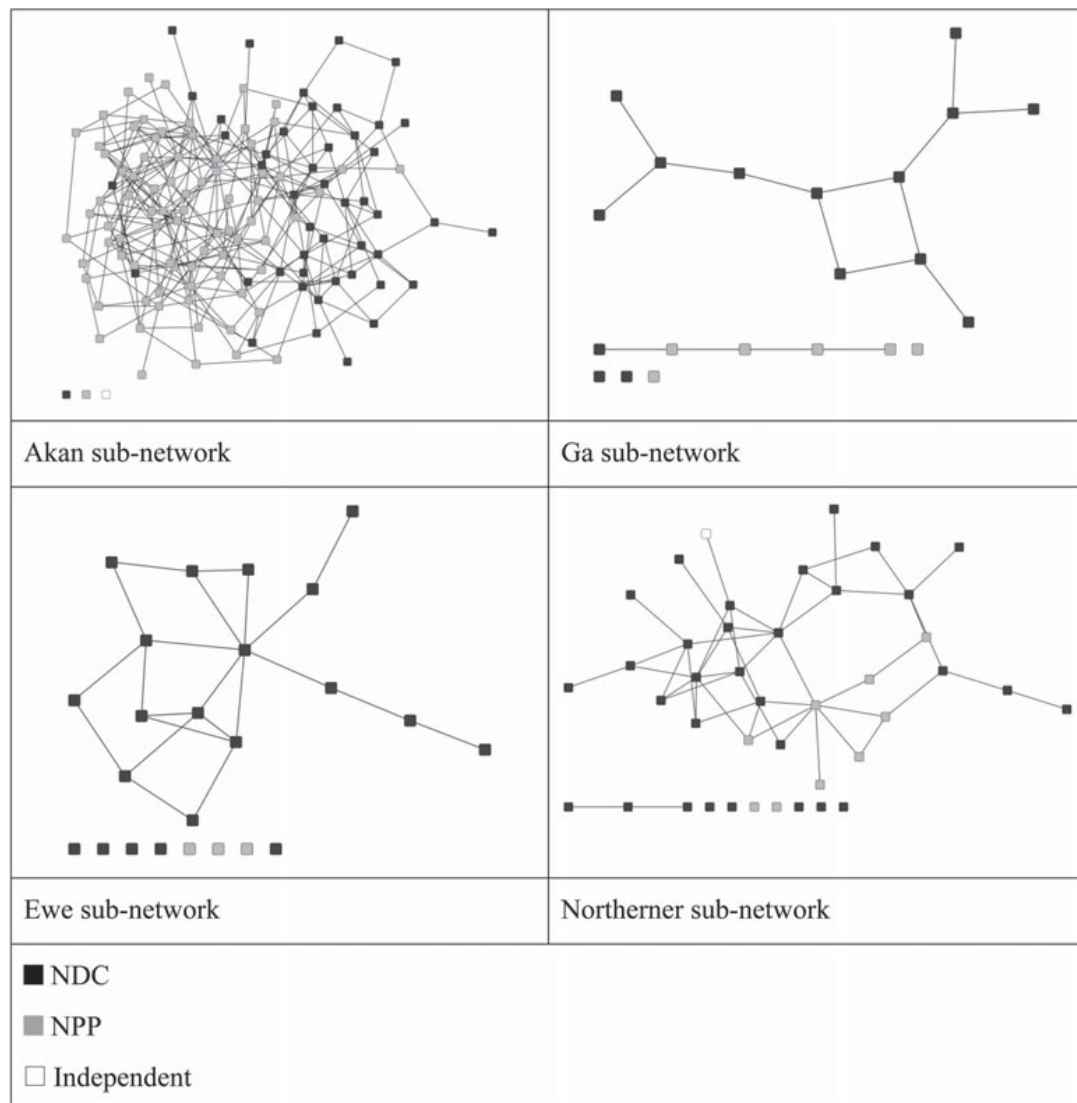 Akan sub-network
Ga sub-network
Ewe sub-network
Northerner sub-network
NDC
NPP
Independent